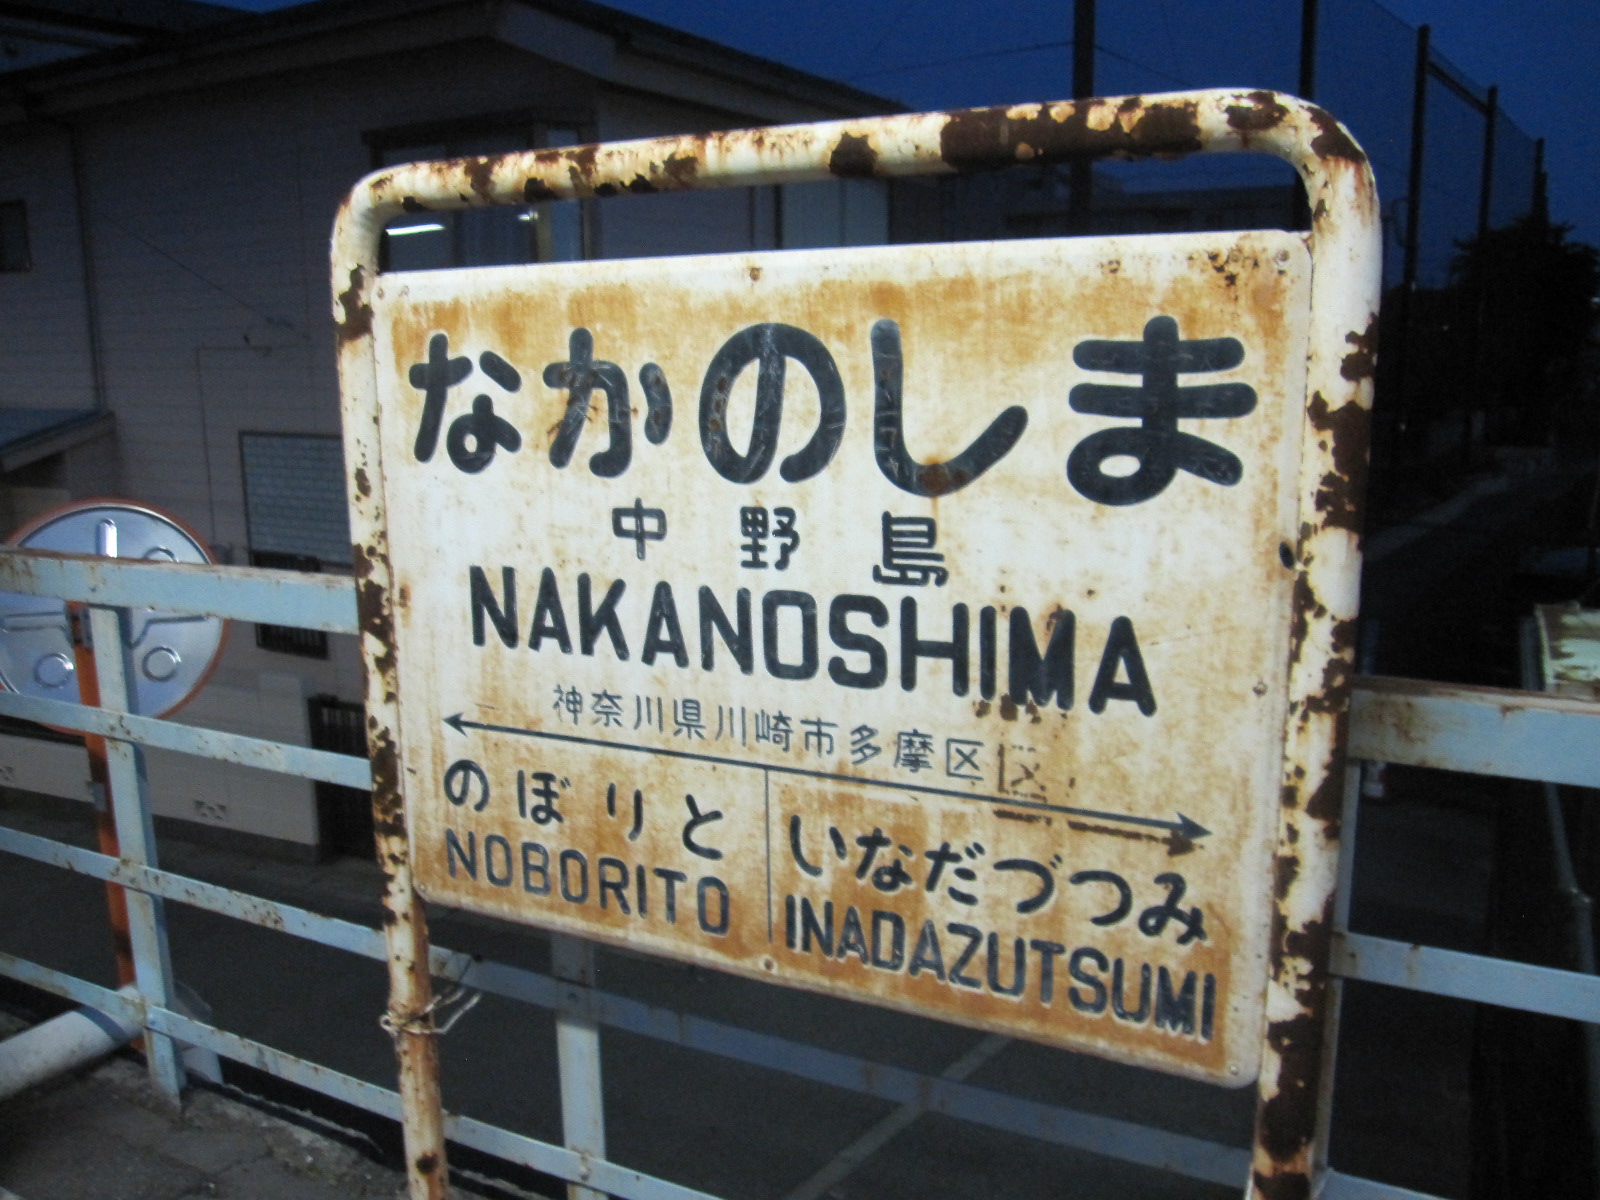 なかのしま
中野島
NAKANOSHIMA
神奈川県川崎市多摩区
のぼりと
NOBORITO
いなだづつみ
INADAZUTSUMI